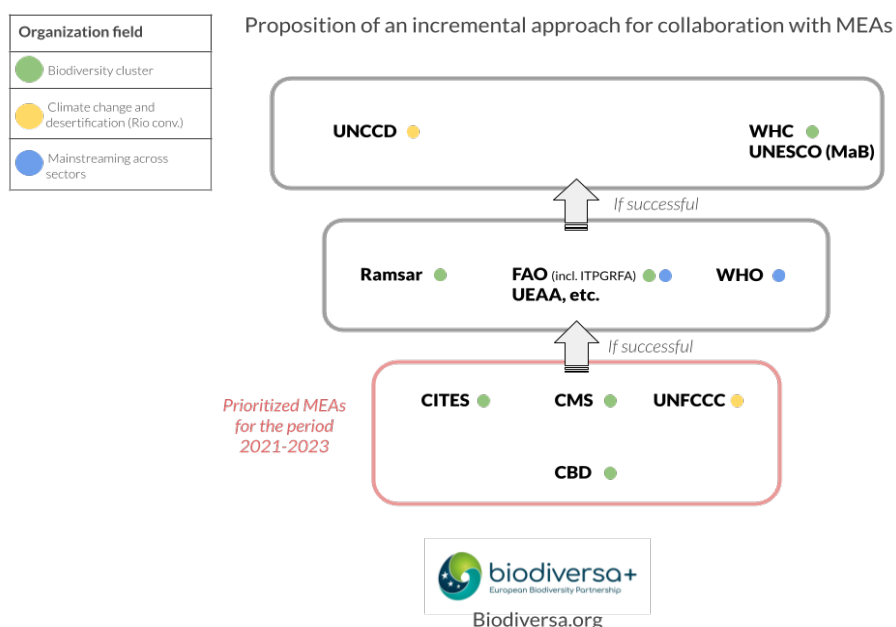 Proposition of an incremental approach for collaboration with MEAs
Organization field
Biodiversity cluster
Climate change and
desertification (Rio conv.)
Mainstreaming across
sectors
UNCCD
WHC
UNESCO (MaB)
If successful
Ramsar
FAO (incl. ITPGRFA)
UEAA, etc.
WHO
If successful
Prioritized MEAs
for the period
2021-2023
CITES
CMS
UNFCCC
CBD
biodiversa+
European Biodiversity Partnership
Biodiversa.org